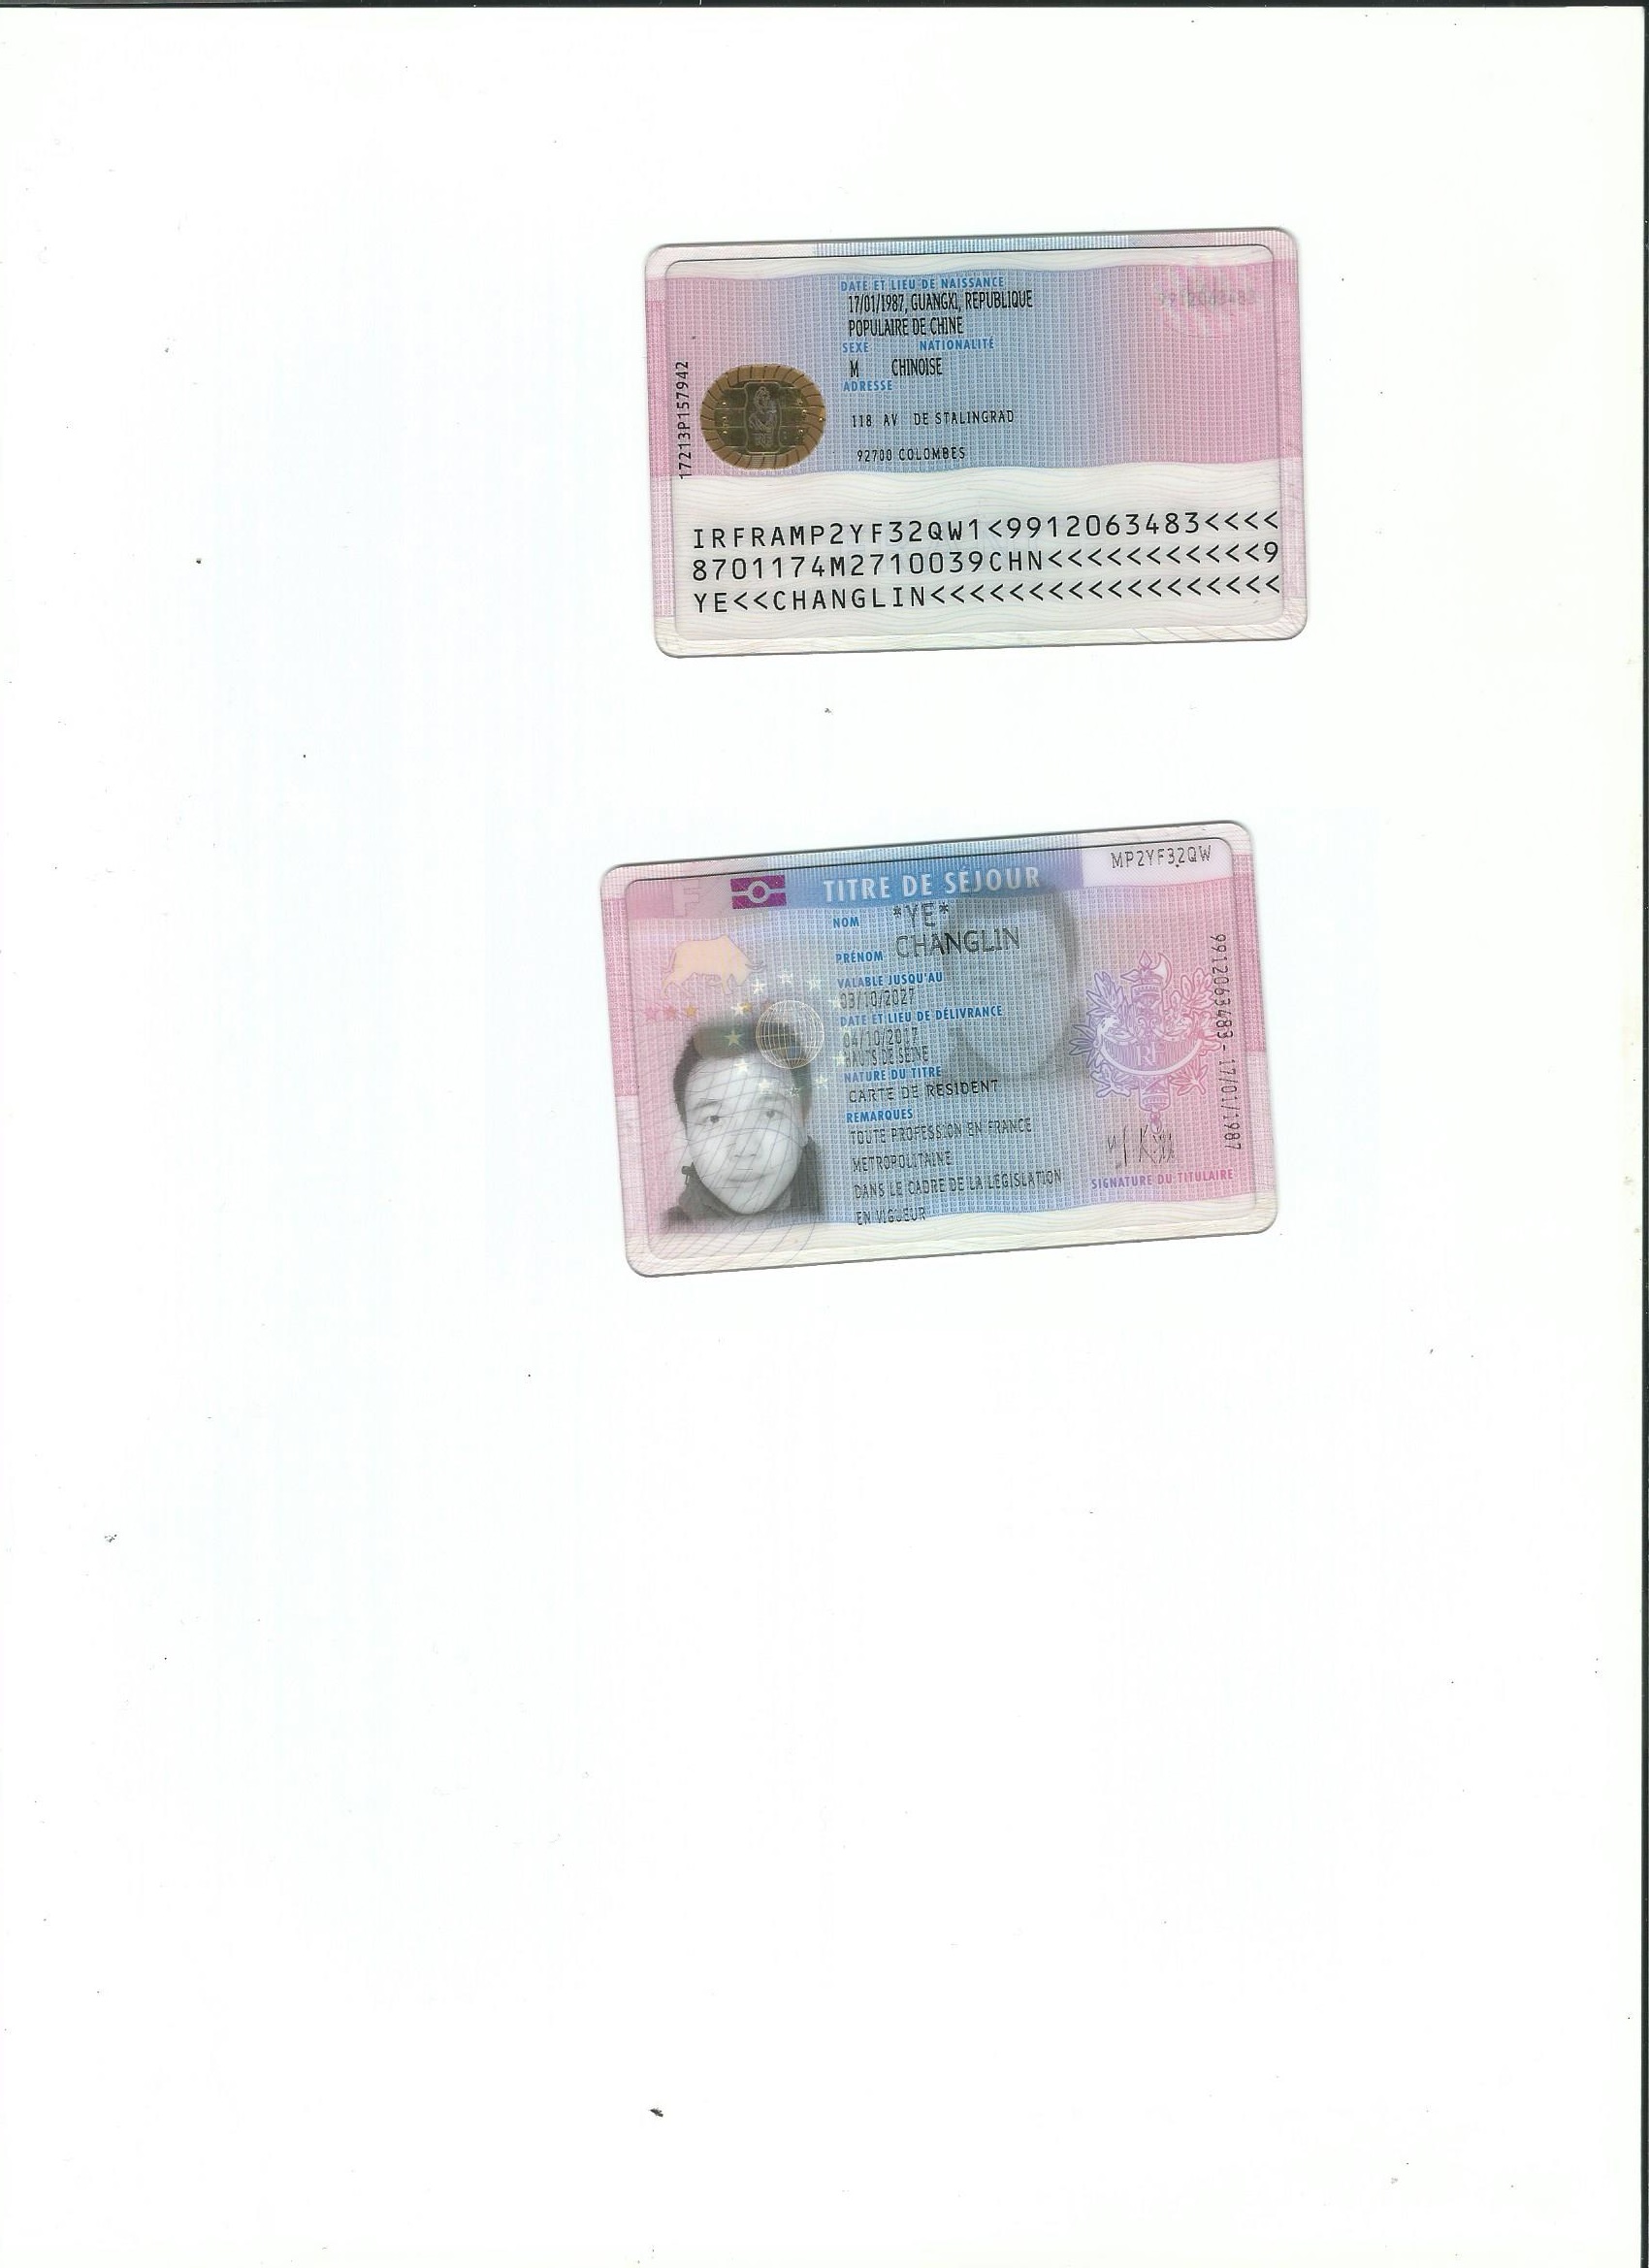 DATE ET LIEU DE NAISSANCE
17/01/1987, GUANGXI, REPUBLIQUE
POPULAIRE DE CHINE
SEXE NATIONALITÉ
M CHINOISE
ADRESSE
118 AV DE STALINGRAD
92700 COLOMBES
17213P157942
IRFRAMP2YF32QW1<9912063483<<<<
8701174M2710039CHN<<<<<<<<<<<9
YE<<CHANGLIN<<<<<<<<<<<<<<<<<<
MP2YF32QW
TITRE DE SÉJOUR
NOM *YE*
PRÉNOM CHANGLIN
VALABLE JUSQU'AU
03/10/2027
DATE ET LIEU DE DÉLIVRANCE
04/10/2017
HAUTS DE SEINE
NATURE DU TITRE
CARTE DE RESIDENT
REMARQUES
TOUTE PROFESSION EN FRANCE
METROPOLITAINE
DANS LE CADRE DE LA LEGISLATION
EN VIGUEUR
RF
SIGNATURE DU TITULAIRE
9912063483 - 17/01/1987